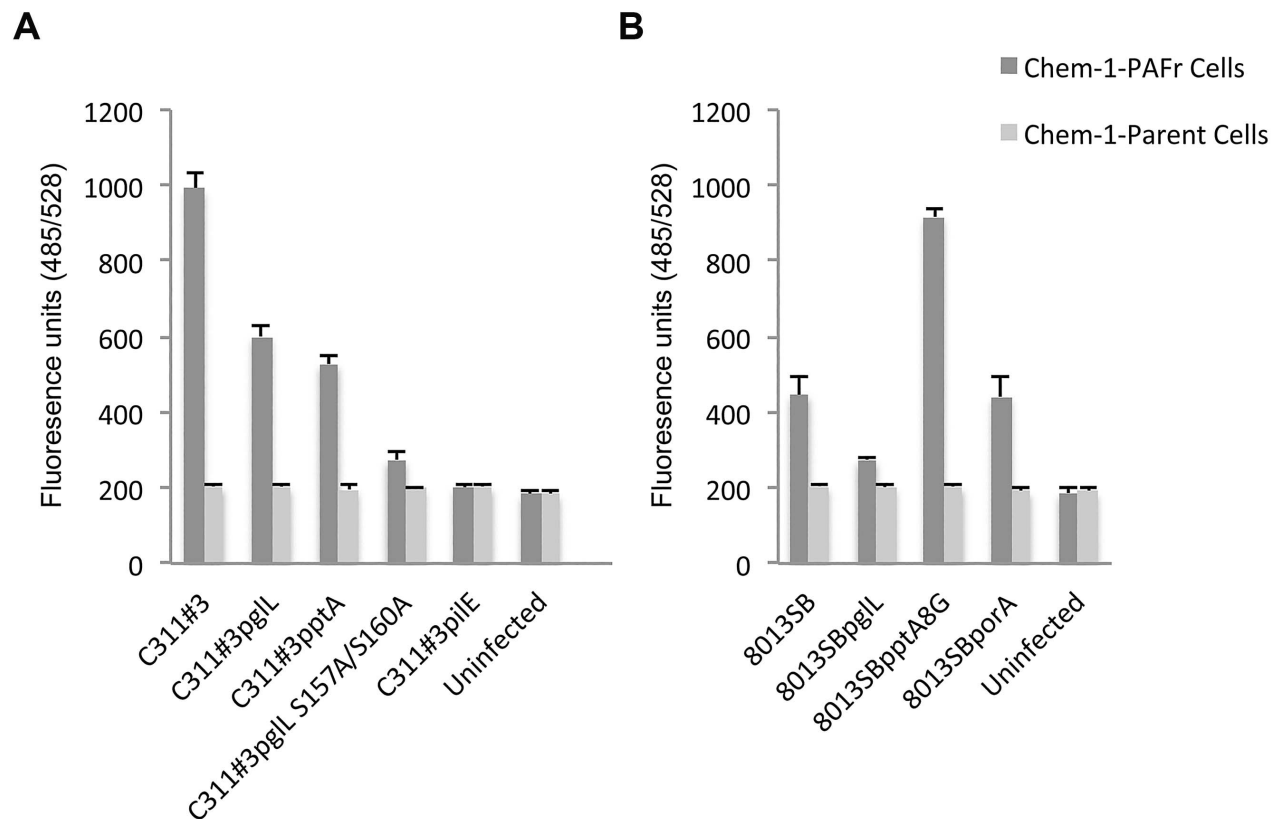 A
Fluoresence units (485/528)
1200
1000
800
600
400
200
0
C311#3
C311#3pglL
C311#3pptA
C311#3pglL S157A/S160A
C311#3pilE
Uninfected
B
Chem-1-PAFr Cells
Chem-1-Parent Cells
Fluoresence units (485/528)
1200
1000
800
600
400
200
0
8013SB
8013SBpglL
8013SBpptA8G
8013SBporA
Uninfected